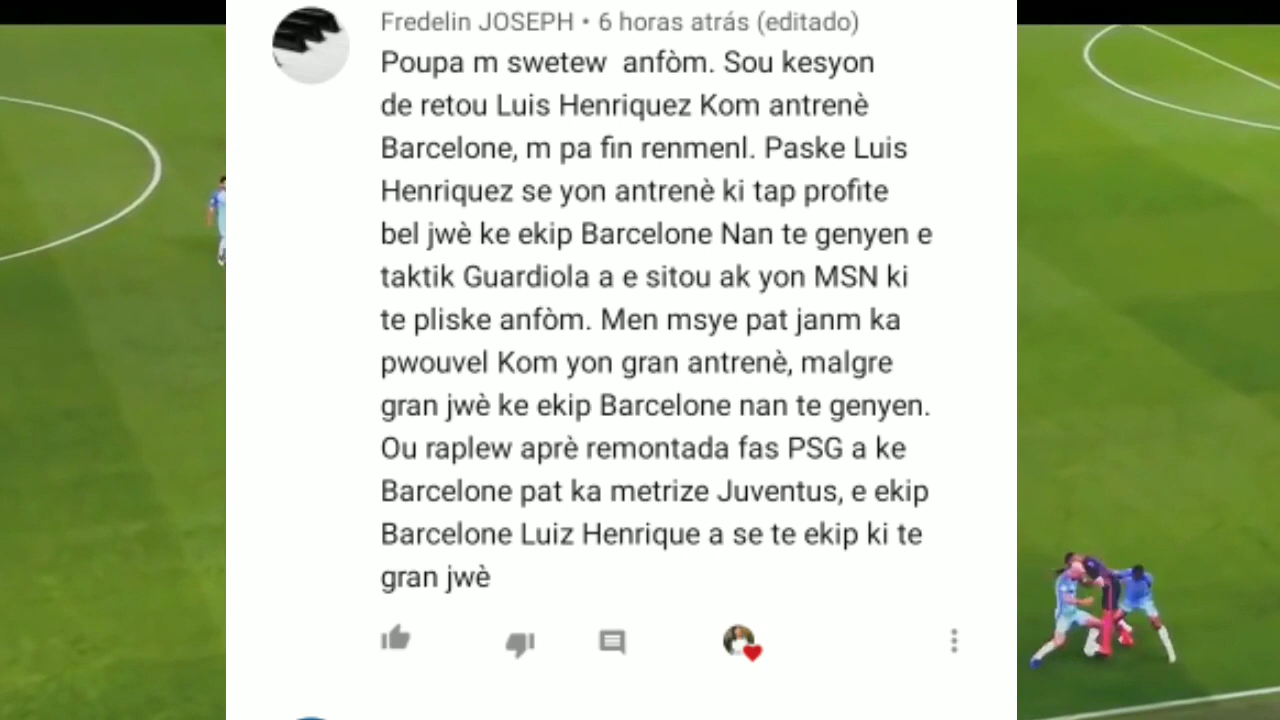 Fredelin JOSEPH • 6 horas atrás (editado)
Poupa m swetew anfòm. Sou kesyon
de retou Luis Henriquez Kom antrenè
Barcelone, m pa fin renmenl. Paske Luis
Henriquez se yon antrenè ki tap profite
bel jwè ke ekip Barcelone Nan te genyen e
taktik Guardiola a e sitou ak yon MSN ki
te pliske anfòm. Men msye pat janm ka
pwouvel Kom yon gran antrenè, malgre
gran jwè ke ekip Barcelone nan te genyen.
Ou raplew aprè remontada fas PSG a ke
Barcelone pat ka metrize Juventus, e ekip
Barcelone Luiz Henrique a se te ekip ki te
gran jwè